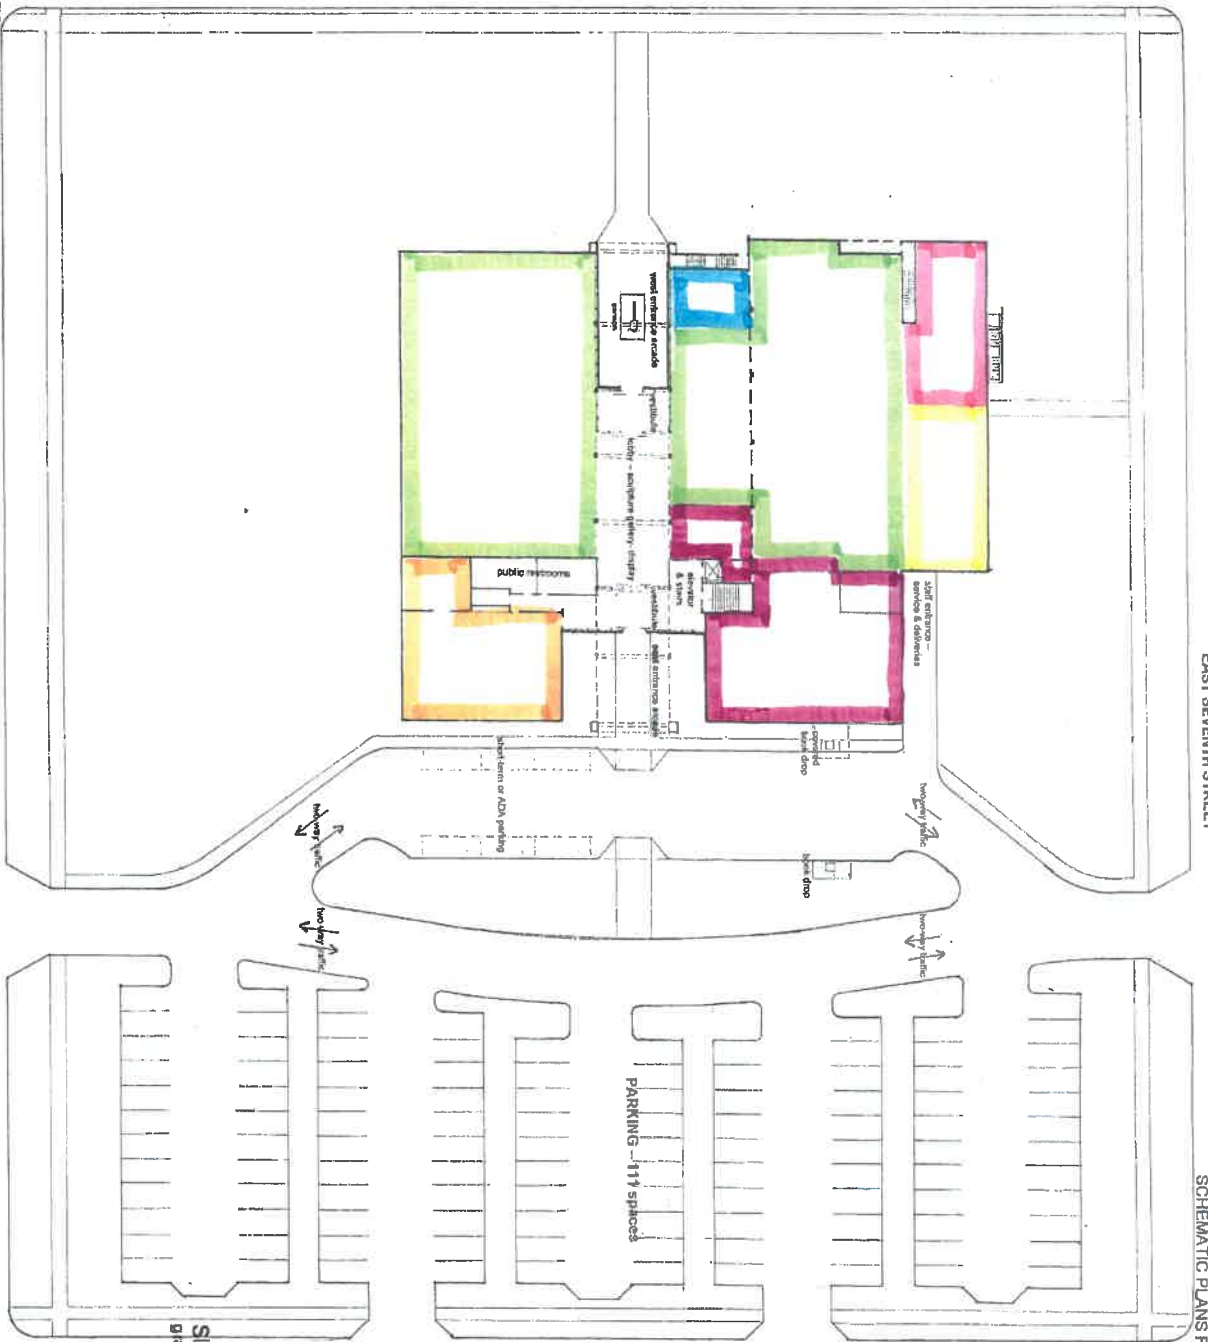 EAST SEVENTH STREET
SCHEMATIC PLANS F
west entrance arcade
screen
vestibule
lobby – sculpture gallery - display
public restrooms
elevator
& stairs
vestibule
east entrance arcade
staff entrance –
service & deliveries
covered
book drop
short-term or ADA parking
two-way traffic
two-way traffic
book drop
two-way traffic
two-way traffic
PARKING – 111 spaces